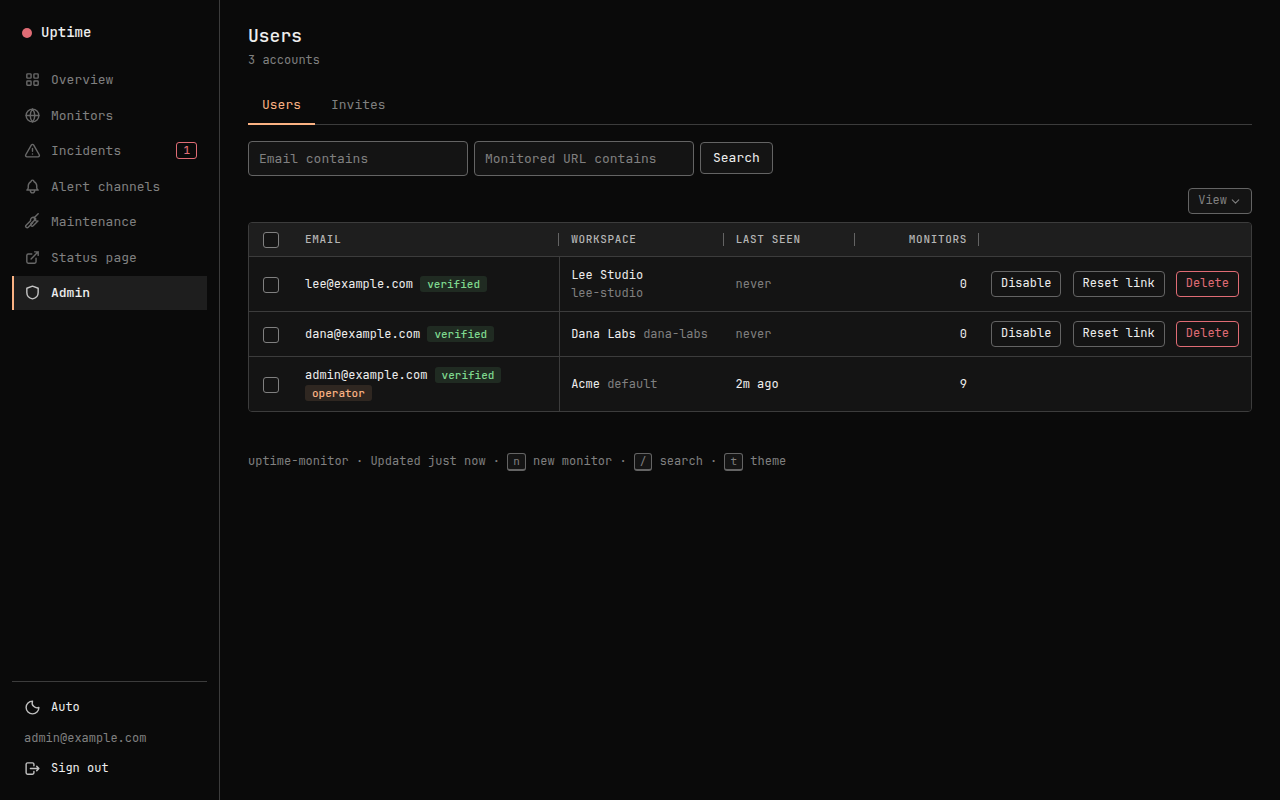 Uptime
Overview
Monitors
Incidents 1
Alert channels
Maintenance
Status page
Admin
Auto
admin@example.com
Sign out
Users
3 accounts
Users Invites
Email contains Monitored URL contains Search
View
EMAIL WORKSPACE LAST SEEN MONITORS
lee@example.com verified Lee Studio lee-studio never 0 Disable Reset link Delete
dana@example.com verified Dana Labs dana-labs never 0 Disable Reset link Delete
admin@example.com verified operator Acme default 2m ago 9
uptime-monitor · Updated just now · n new monitor · / search · t theme